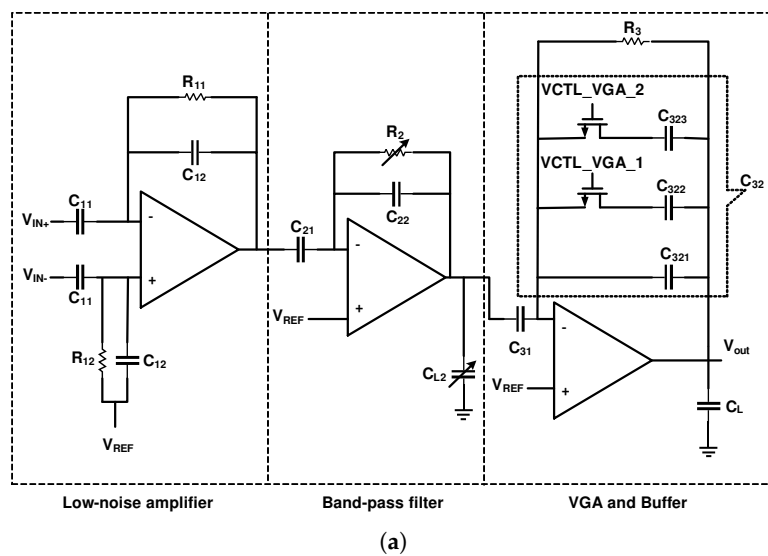 R3
VCTL_VGA_2
R11
C323
R2
VCTL_VGA_1
C12
C32
C11
C322
VIN+
-
C22
C21
-
C321
VIN-
+
C11
VREF
+
-
R12
C12
C31
Vout
CL2
VREF
+
CL
VREF
Low-noise amplifier
Band-pass filter
VGA and Buffer
(a)